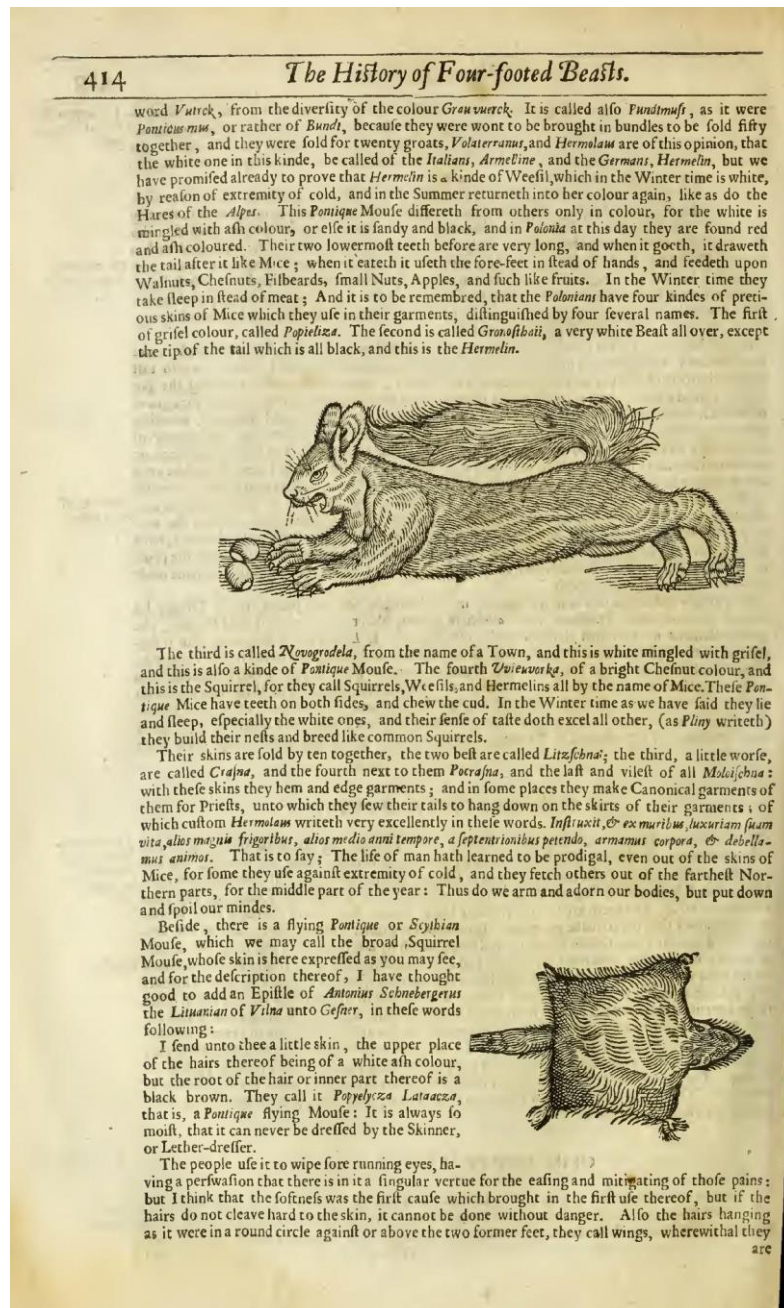 414 The Hiſtory of Four-footed Beaſts.
word Vutrck, from the diverſity of the colour Grauvuerck. It is called alſo Pundtmuſs, as it were
Ponticus mus, or rather of Bundt, becauſe they were wont to be brought in bundles to be ſold fifty
together, and they were ſold for twenty groats, Volaterranus, and Hermolaus are of this opinion, that
the white one in this kinde, be called of the Italians, Armeline, and the Germans, Hermelin, but we
have promiſed already to prove that Hermelin is a kinde of Weeſil, which in the Winter time is white,
by reaſon of extremity of cold, and in the Summer returneth into her colour again, like as do the
Hares of the Alpes. This Pontique Mouſe differeth from others only in colour, for the white is
mingled with aſh colour, or elſe it is ſandy and black, and in Polonia at this day they are found red
and aſh coloured. Their two lowermoſt teeth before are very long, and when it goeth, it draweth
the tail after it like Mice; when it eateth it uſeth the fore-feet in ſtead of hands, and feedeth upon
Walnuts, Cheſnuts, Filbeards, ſmall Nuts, Apples, and ſuch like fruits. In the Winter time they
take ſleep in ſtead of meat; And it is to be remembred, that the Polonians have four kindes of preti-
ous skins of Mice which they uſe in their garments, diſtinguiſhed by four ſeveral names. The firſt
of griſel colour, called Popieliza. The ſecond is called Gronoſthaii, a very white Beaſt all over, except
the tip of the tail which is all black, and this is the Hermelin.
The third is called Novogrodela, from the name of a Town, and this is white mingled with griſel,
and this is alſo a kinde of Pontique Mouſe. The fourth Vvieuvorka, of a bright Cheſnut colour, and
this is the Squirrel, for they call Squirrels, Weeſils, and Hermelins all by the name of Mice. Theſe Pon-
tique Mice have teeth on both ſides, and chew the cud. In the Winter time as we have ſaid they lie
and ſleep, eſpecially the white ones, and their ſenſe of taſte doth excel all other, (as Pliny writeth)
they build their neſts and breed like common Squirrels.
Their skins are ſold by ten together, the two beſt are called Litzſchna; the third, a little worſe,
are called Craſna, and the fourth next to them Pocraſna, and the laſt and vileſt of all Moloiſchna:
with theſe skins they hem and edge garments; and in ſome places they make Canonical garments of
them for Prieſts, unto which they ſew their tails to hang down on the skirts of their garments; of
which cuſtom Hermolaus writeth very excellently in theſe words. Inſtruxit, & ex muribus luxuriam ſuam
vita, alios magnis frigoribus, alios medio anni tempore, a ſeptentrionibus petendo, armamus corpora, & debella-
mus animos. That is to ſay; The life of man hath learned to be prodigal, even out of the skins of
Mice, for ſome they uſe againſt extremity of cold, and they fetch others out of the fartheſt Nor-
thern parts, for the middle part of the year: Thus do we arm and adorn our bodies, but put down
and ſpoil our mindes.
Beſide, there is a flying Pontique or Scythian
Mouſe, which we may call the broad Squirrel
Mouſe, whoſe skin is here expreſſed as you may ſee,
and for the deſcription thereof, I have thought
good to add an Epiſtle of Antonius Schnebergerus
the Lituanian of Vilna unto Geſner, in theſe words
following:
I ſend unto thee a little skin, the upper place
of the hairs thereof being of a white aſh colour,
but the root of the hair or inner part thereof is a
black brown. They call it Popyelycza Lataacza,
that is, a Pontique flying Mouſe: It is always ſo
moiſt, that it can never be dreſſed by the Skinner,
or Lether-dreſſer.
The people uſe it to wipe ſore running eyes, ha-
ving a perſwaſion that there is in it a ſingular vertue for the eaſing and mitigating of thoſe pains:
but I think that the ſoftneſs was the firſt cauſe which brought in the firſt uſe thereof, but if the
hairs do not cleave hard to the skin, it cannot be done without danger. Alſo the hairs hanging
as it were in a round circle againſt or above the two former feet, they call wings, wherewithal they
are